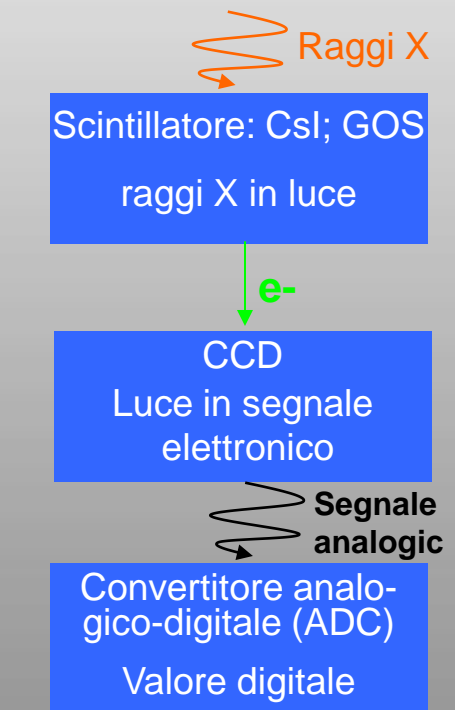 Raggi X
Scintillatore: CsI; GOS
raggi X in luce
e-
CCD
Luce in segnale
elettronico
Segnale
analogic
Convertitore analo-
gico-digitale (ADC)
Valore digitale